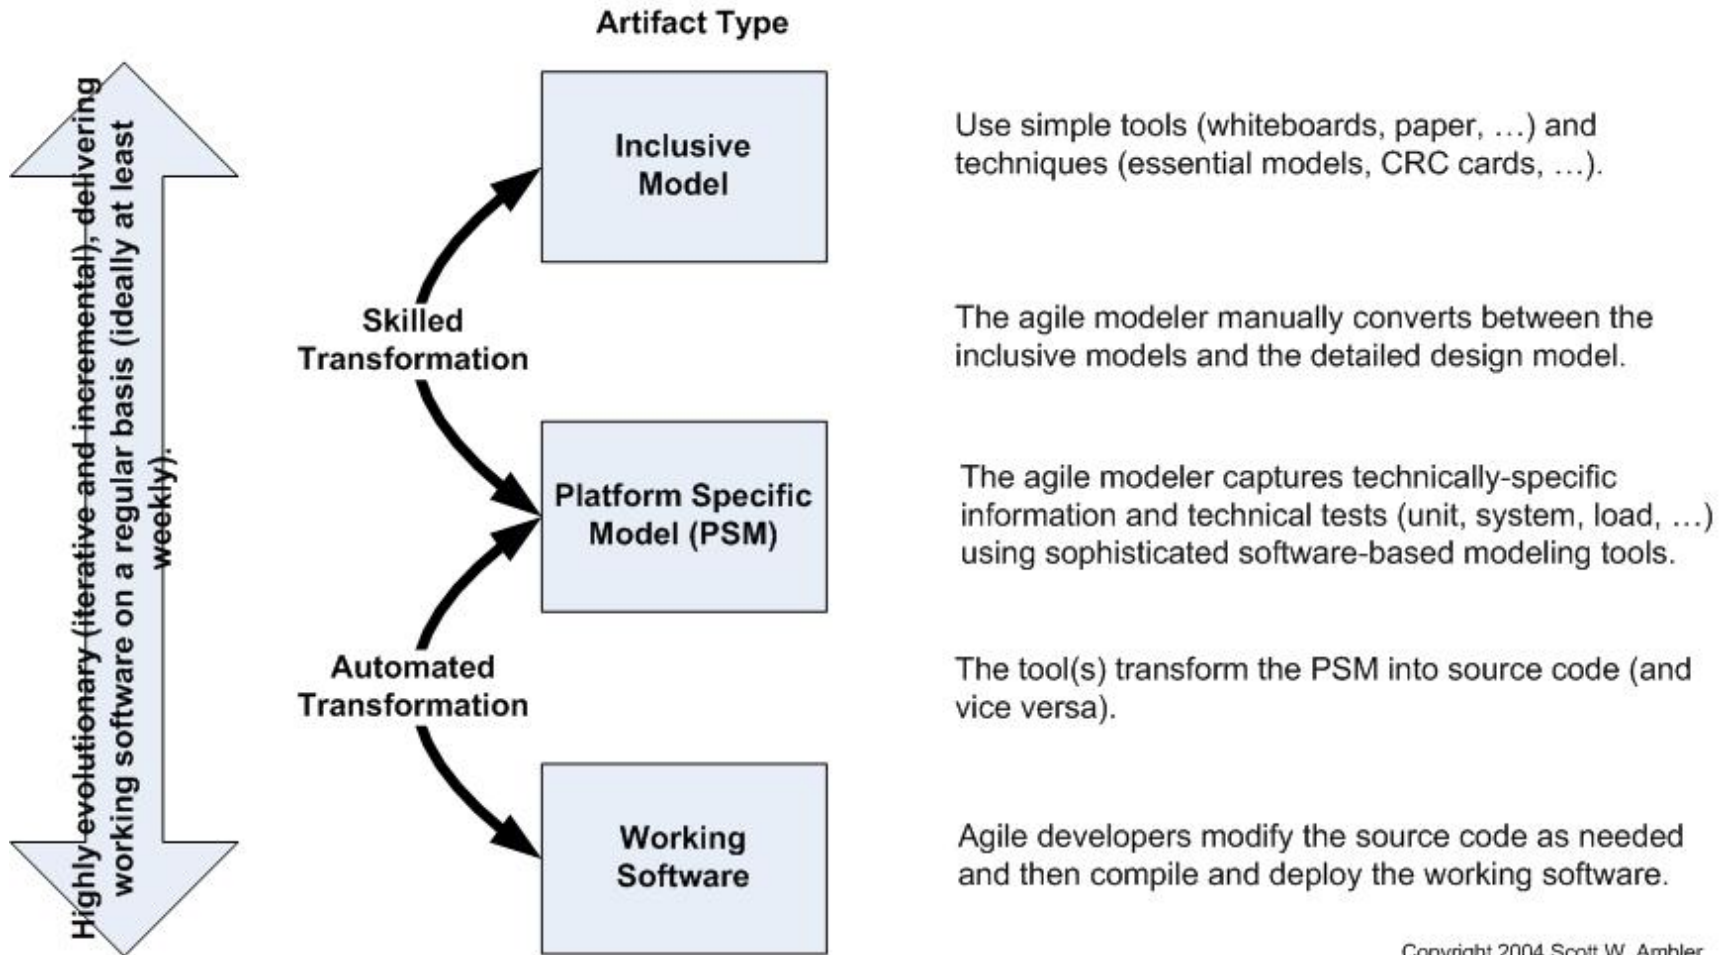 Artifact Type
Highly evolutionary (iterative and incremental), delivering
working software on a regular basis (ideally at least
weekly).
Inclusive
Model
Use simple tools (whiteboards, paper, …) and
techniques (essential models, CRC cards, …).
Skilled
Transformation
The agile modeler manually converts between the
inclusive models and the detailed design model.
Platform Specific
Model (PSM)
The agile modeler captures technically-specific
information and technical tests (unit, system, load, …)
using sophisticated software-based modeling tools.
Automated
Transformation
The tool(s) transform the PSM into source code (and
vice versa).
Working
Software
Agile developers modify the source code as needed
and then compile and deploy the working software.
Copyright 2004 Scott W. Ambler